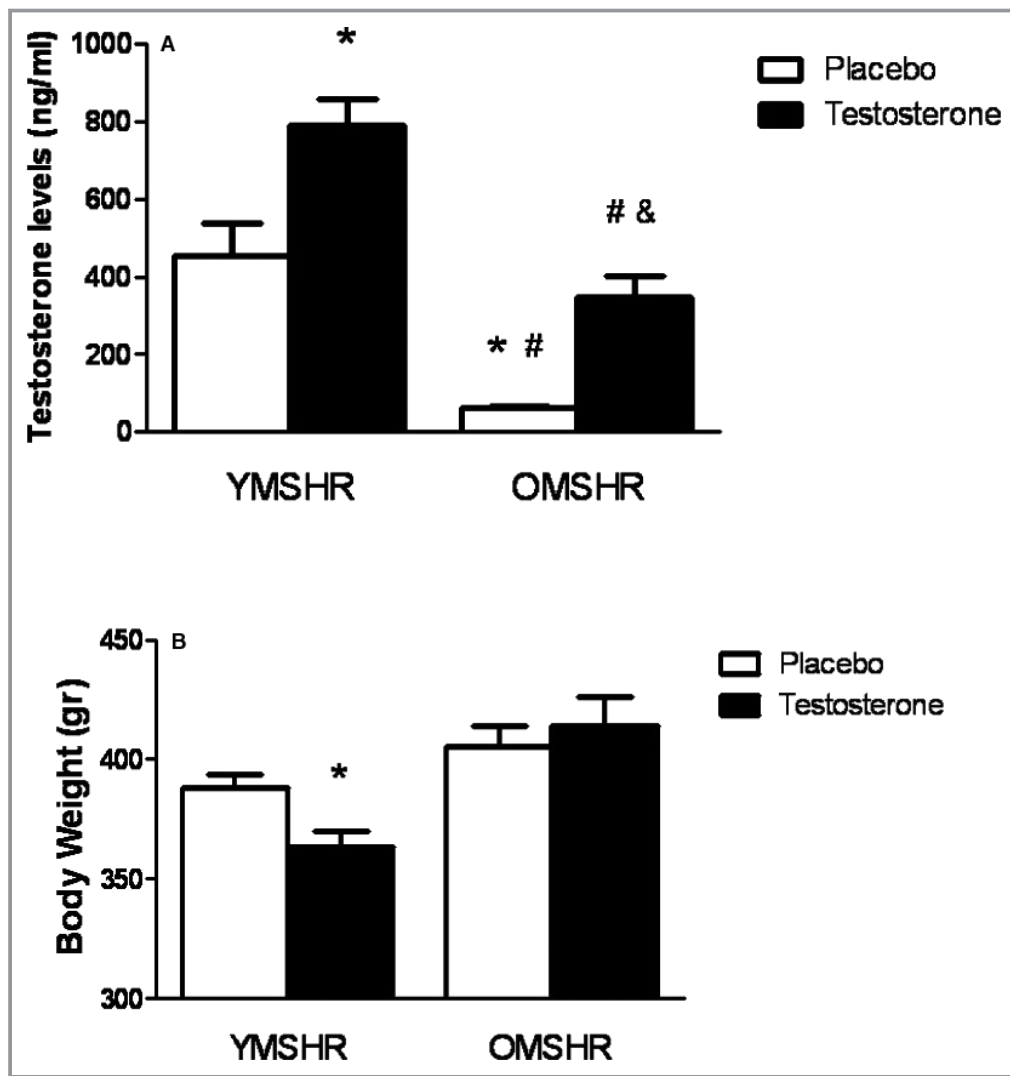 Testosterone levels (ng/ml)
A
1000
800
600
400
200
0
*
* #
# &
YMSHR
OMSHR
Placebo
Testosterone
Body Weight (gr)
B
450
400
350
300
*
YMSHR
OMSHR
Placebo
Testosterone